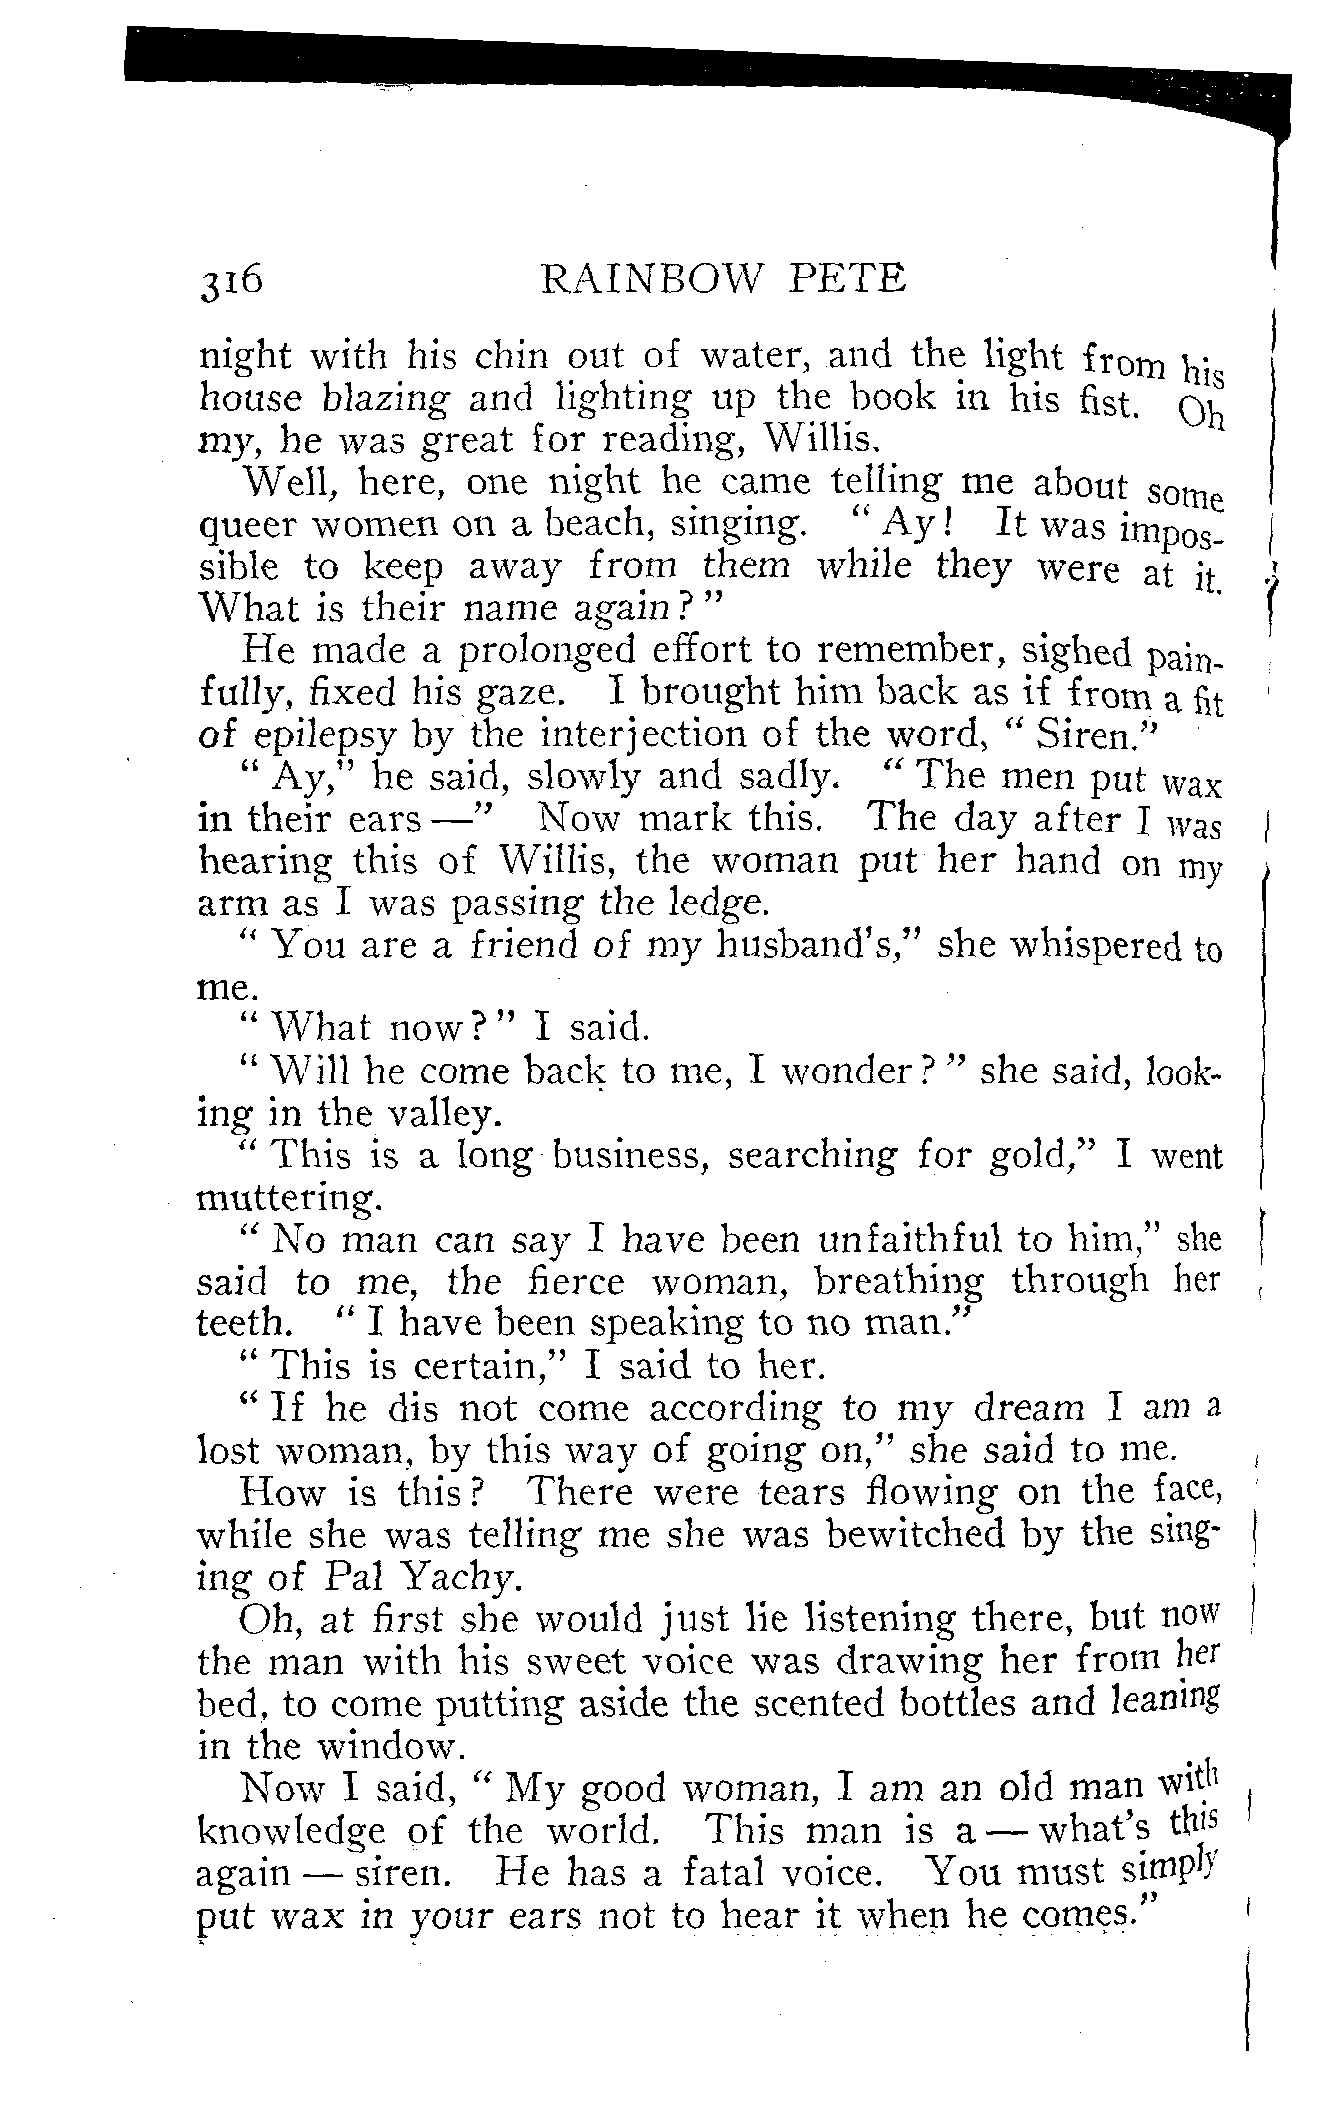 316 RAINBOW PETE
night with his chin out of water, and the light from his
house blazing and lighting up the book in his fist. Oh
my, he was great for reading, Willis.
Well, here, one night he came telling me about some
queer women on a beach, singing. " Ay! It was impos-
sible to keep away from them while they were at it.
What is their name again? "
He made a prolonged effort to remember, sighed pain-
fully, fixed his gaze. I brought him back as if from a fit
of epilepsy by the interjection of the word, " Siren."
" Ay," he said, slowly and sadly. " The men put wax
in their ears —" Now mark this. The day after I was
hearing this of Willis, the woman put her hand on my
arm as I was passing the ledge.
" You are a friend of my husband's," she whispered to
me.
" What now? " I said.
" Will he come back to me, I wonder? " she said, look-
ing in the valley.
" This is a long business, searching for gold," I went
muttering.
" No man can say I have been unfaithful to him," she
said to me, the fierce woman, breathing through her
teeth. " I have been speaking to no man."
" This is certain," I said to her.
" If he dis not come according to my dream I am a
lost woman, by this way of going on," she said to me.
How is this? There were tears flowing on the face,
while she was telling me she was bewitched by the sing-
ing of Pal Yachy.
Oh, at first she would just lie listening there, but now
the man with his sweet voice was drawing her from her
bed, to come putting aside the scented bottles and leaning
in the window.
Now I said, " My good woman, I am an old man with
knowledge of the world. This man is a — what's this
again — siren. He has a fatal voice. You must simply
put wax in your ears not to hear it when he comes."